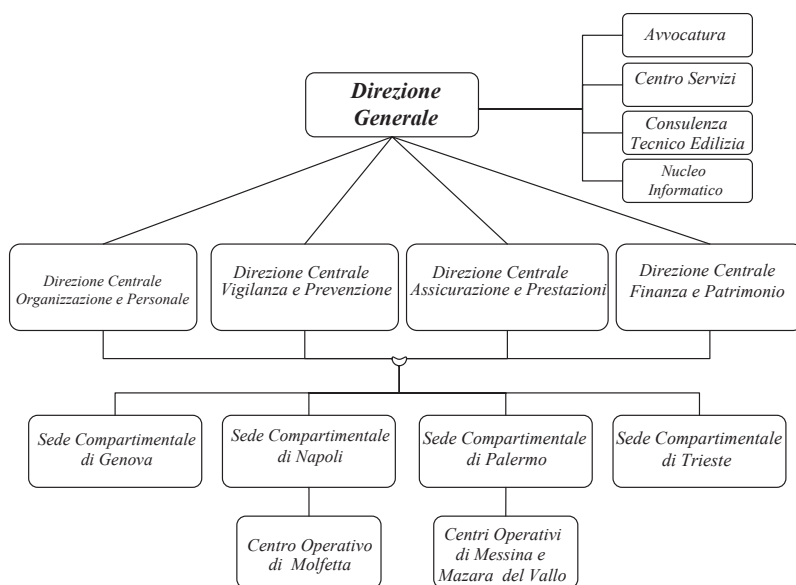 Avvocatura
Direzione
Generale
Centro Servizi
Consulenza
Tecnico Edilizia
Nucleo
Informatico
Direzione Centrale
Organizzazione e Personale
Direzione Centrale
Vigilanza e Prevenzione
Direzione Centrale
Assicurazione e Prestazioni
Direzione Centrale
Finanza e Patrimonio
Sede Compartimentale
di Genova
Sede Compartimentale
di Napoli
Sede Compartimentale
di Palermo
Sede Compartimentale
di Trieste
Centro Operativo
di Molfetta
Centri Operativi
di Messina e
Mazara del Vallo